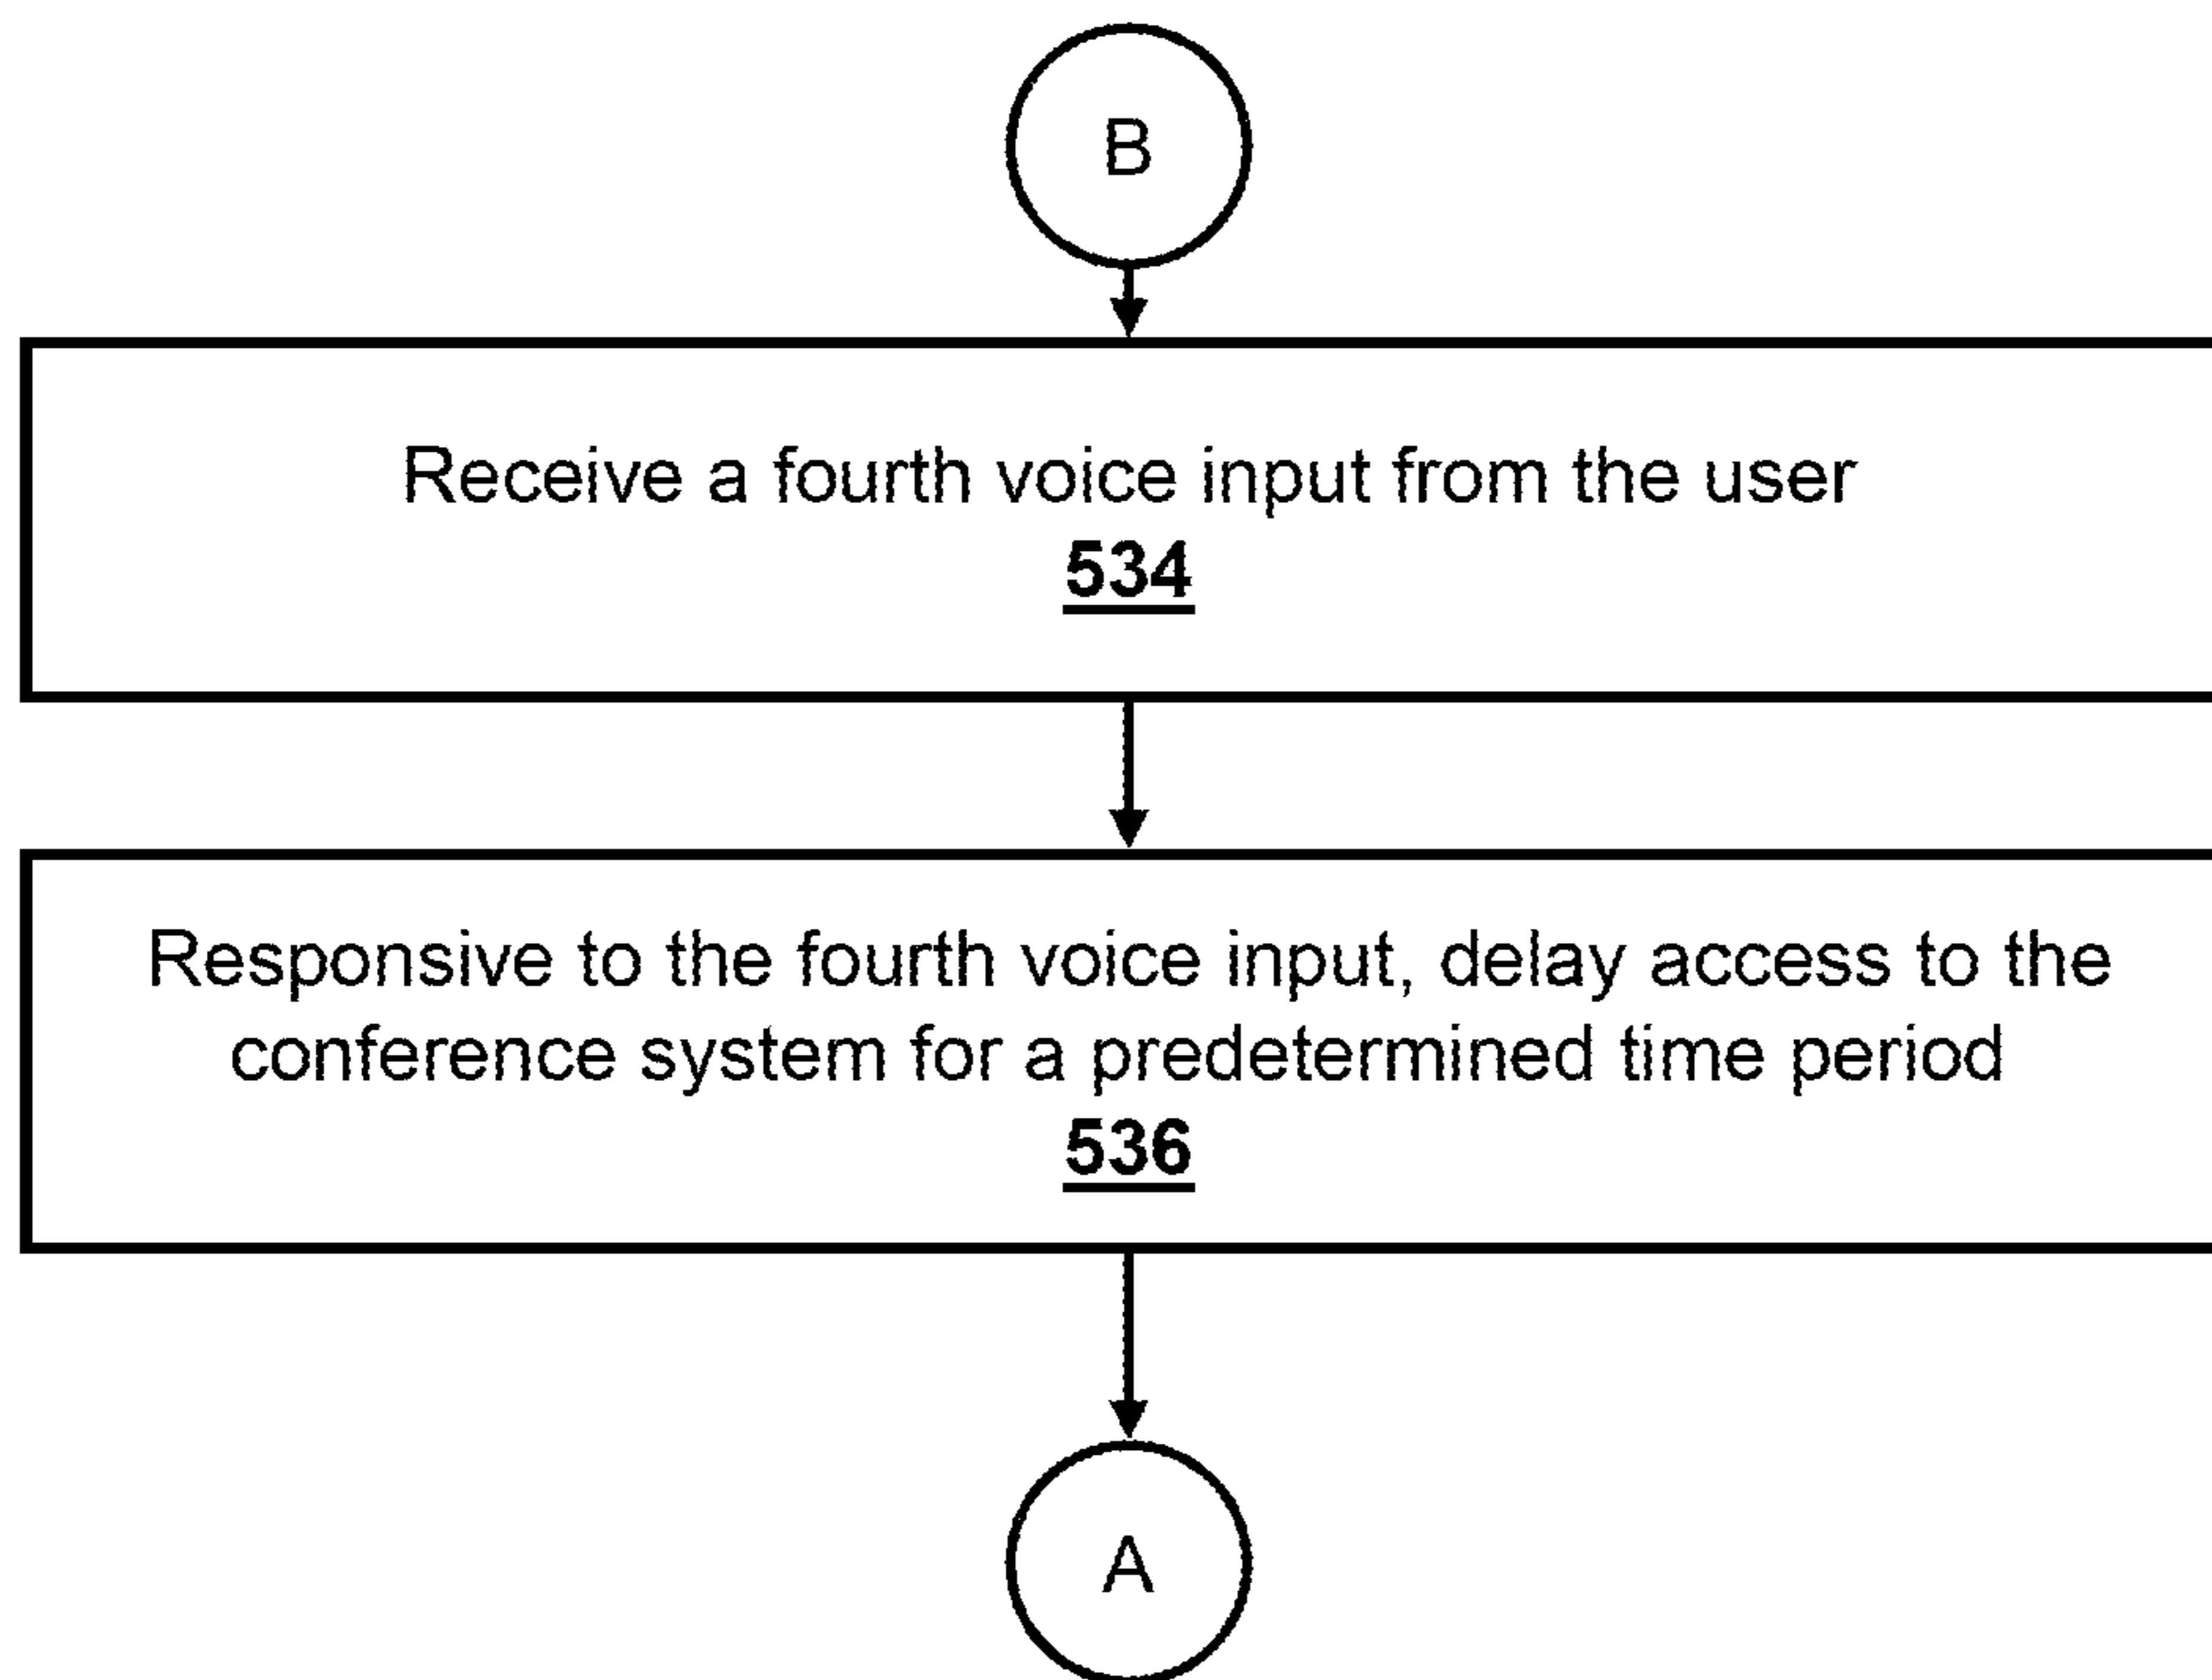 B
Receive a fourth voice input from the user
534
Responsive to the fourth voice input, delay access to the
conference system for a predetermined time period
536
A